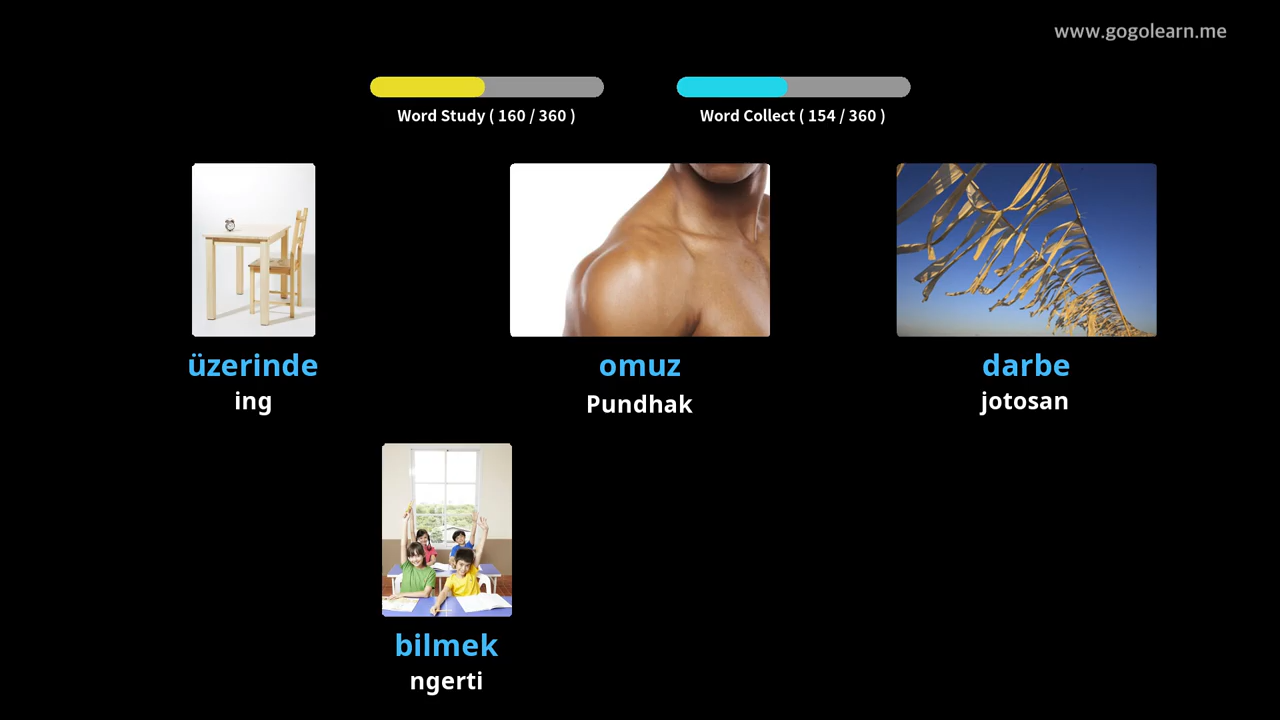 www.gogolearn.me
Word Study ( 160 / 360 )
Word Collect ( 154 / 360 )
üzerinde
ing
omuz
Pundhak
darbe
jotosan
bilmek
ngerti